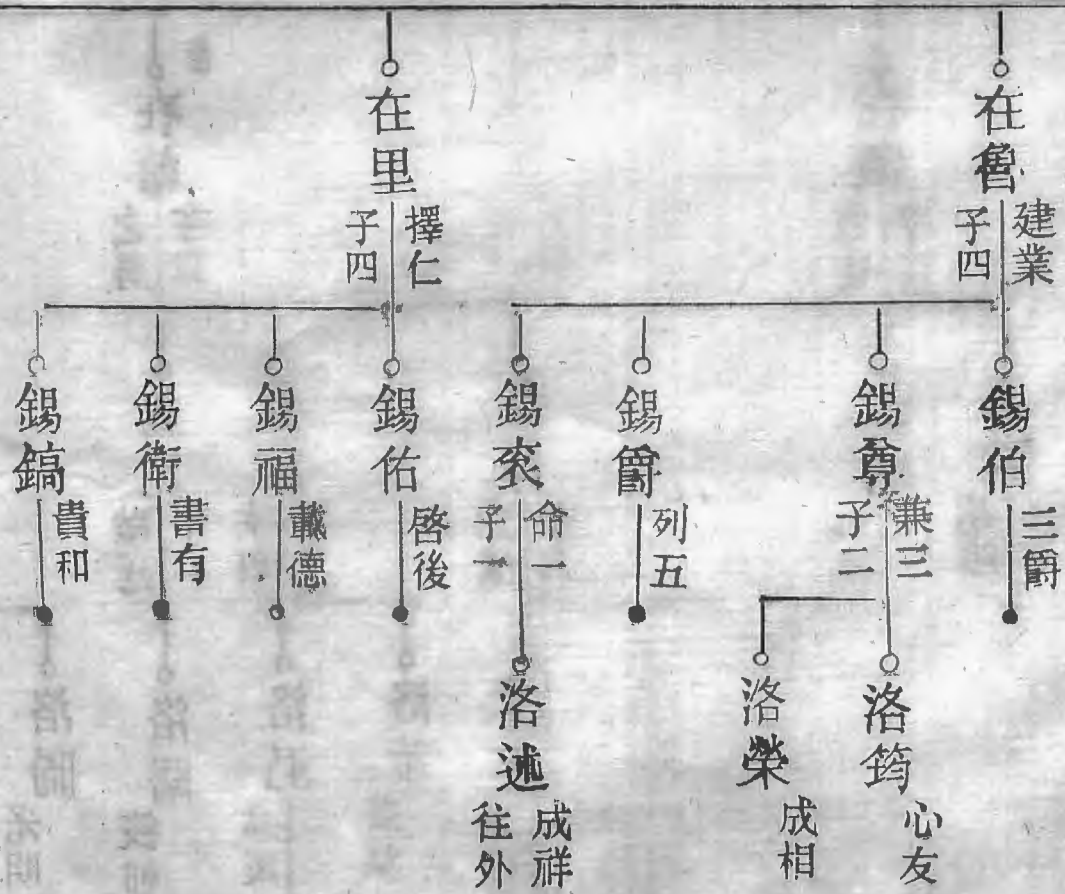 在魯
建業
子四
錫伯
三爵
錫尊
兼三
子二
洛筠
心友
洛榮
成相
錫爵
列五
錫袞
命一
子一
洛述
成祥
往外
在里
擇仁
子四
錫佑
啓後
錫福
載德
錫衛
書有
錫鎬
貴和